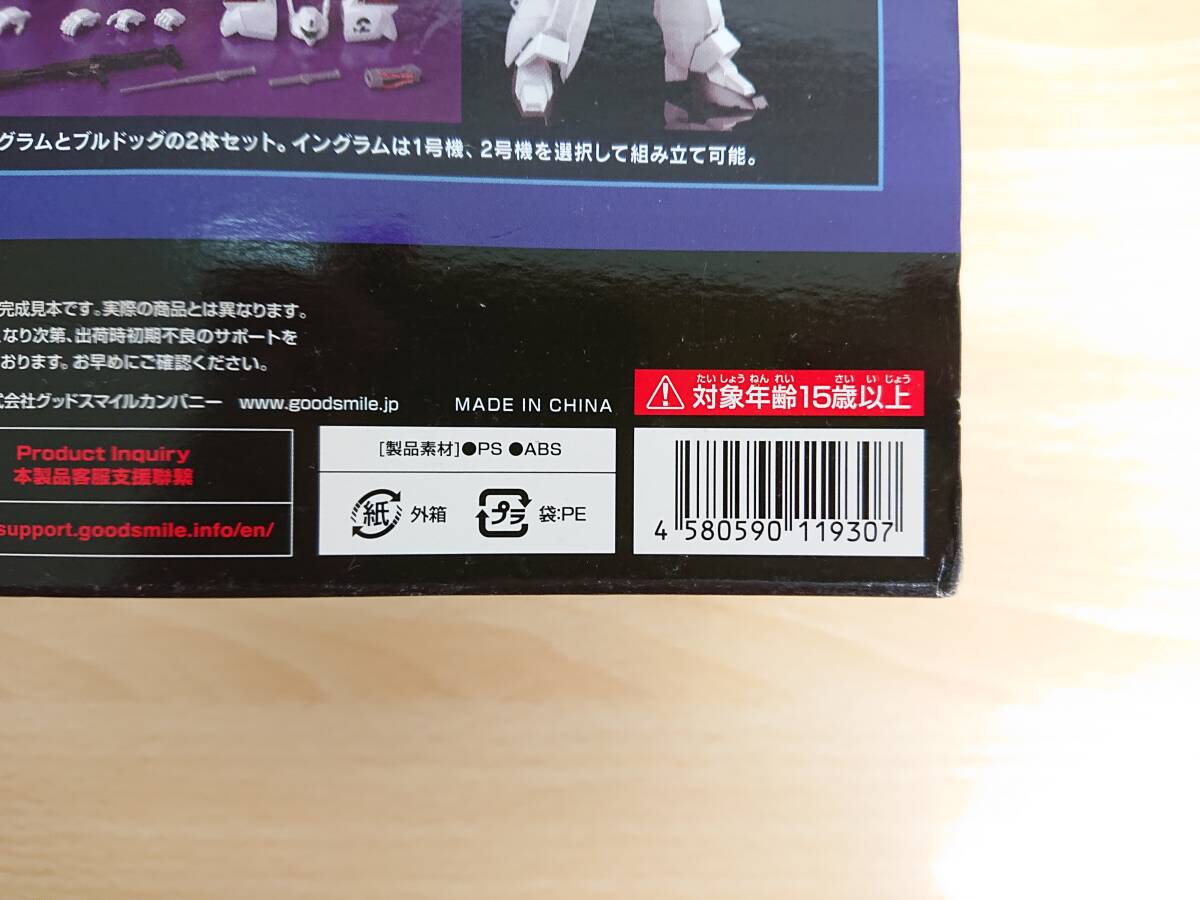 グラムとブルドッグの2体セット。イングラムは1号機、2号機を選択して組み立て可能。
完成見本です。実際の商品とは異なります。
なり次第、出荷時初期不良のサポートを
おります。お早めにご確認ください。
式会社グッドスマイルカンパニー www.goodsmile.jp MADE IN CHINA
たいしょうねんれい さいいじょう
対象年齢15歳以上
Product Inquiry
本製品客服支援聯繫
support.goodsmile.info/en/
[製品素材]●PS ●ABS
紙 外箱 プラ 袋:PE
4 580590 119307